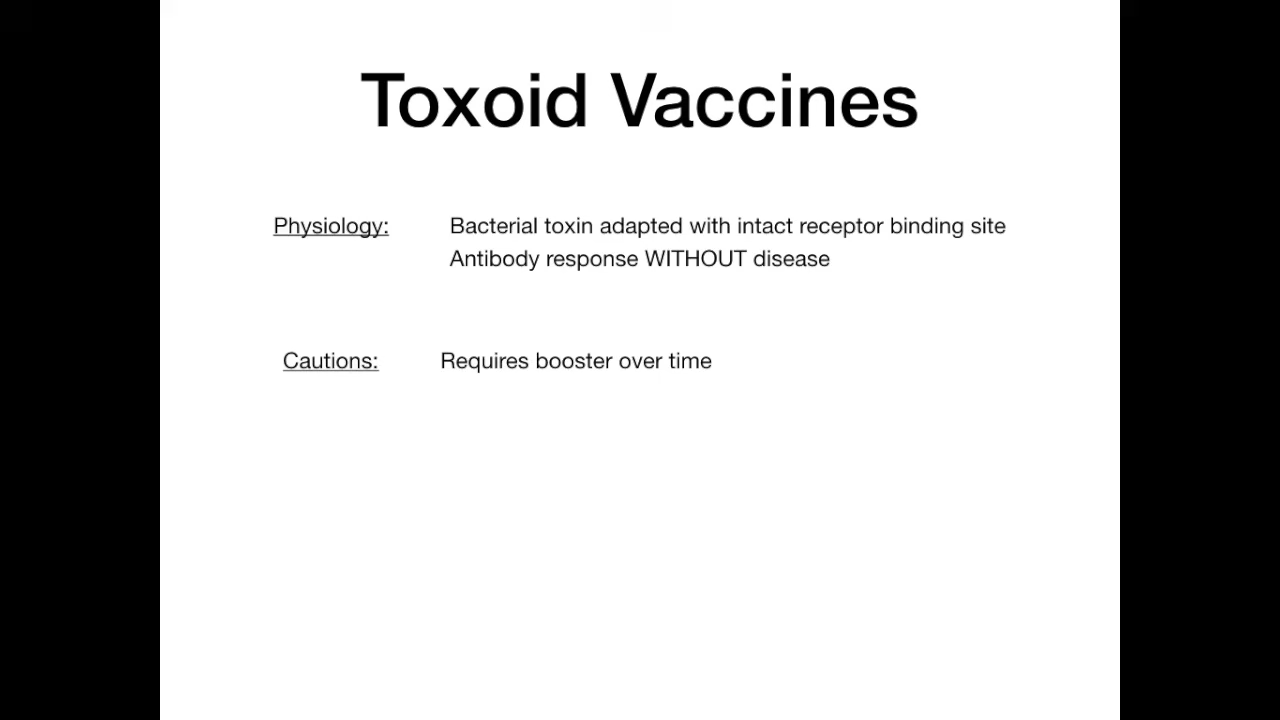 Toxoid Vaccines
Physiology: Bacterial toxin adapted with intact receptor binding site
Antibody response WITHOUT disease
Cautions: Requires booster over time